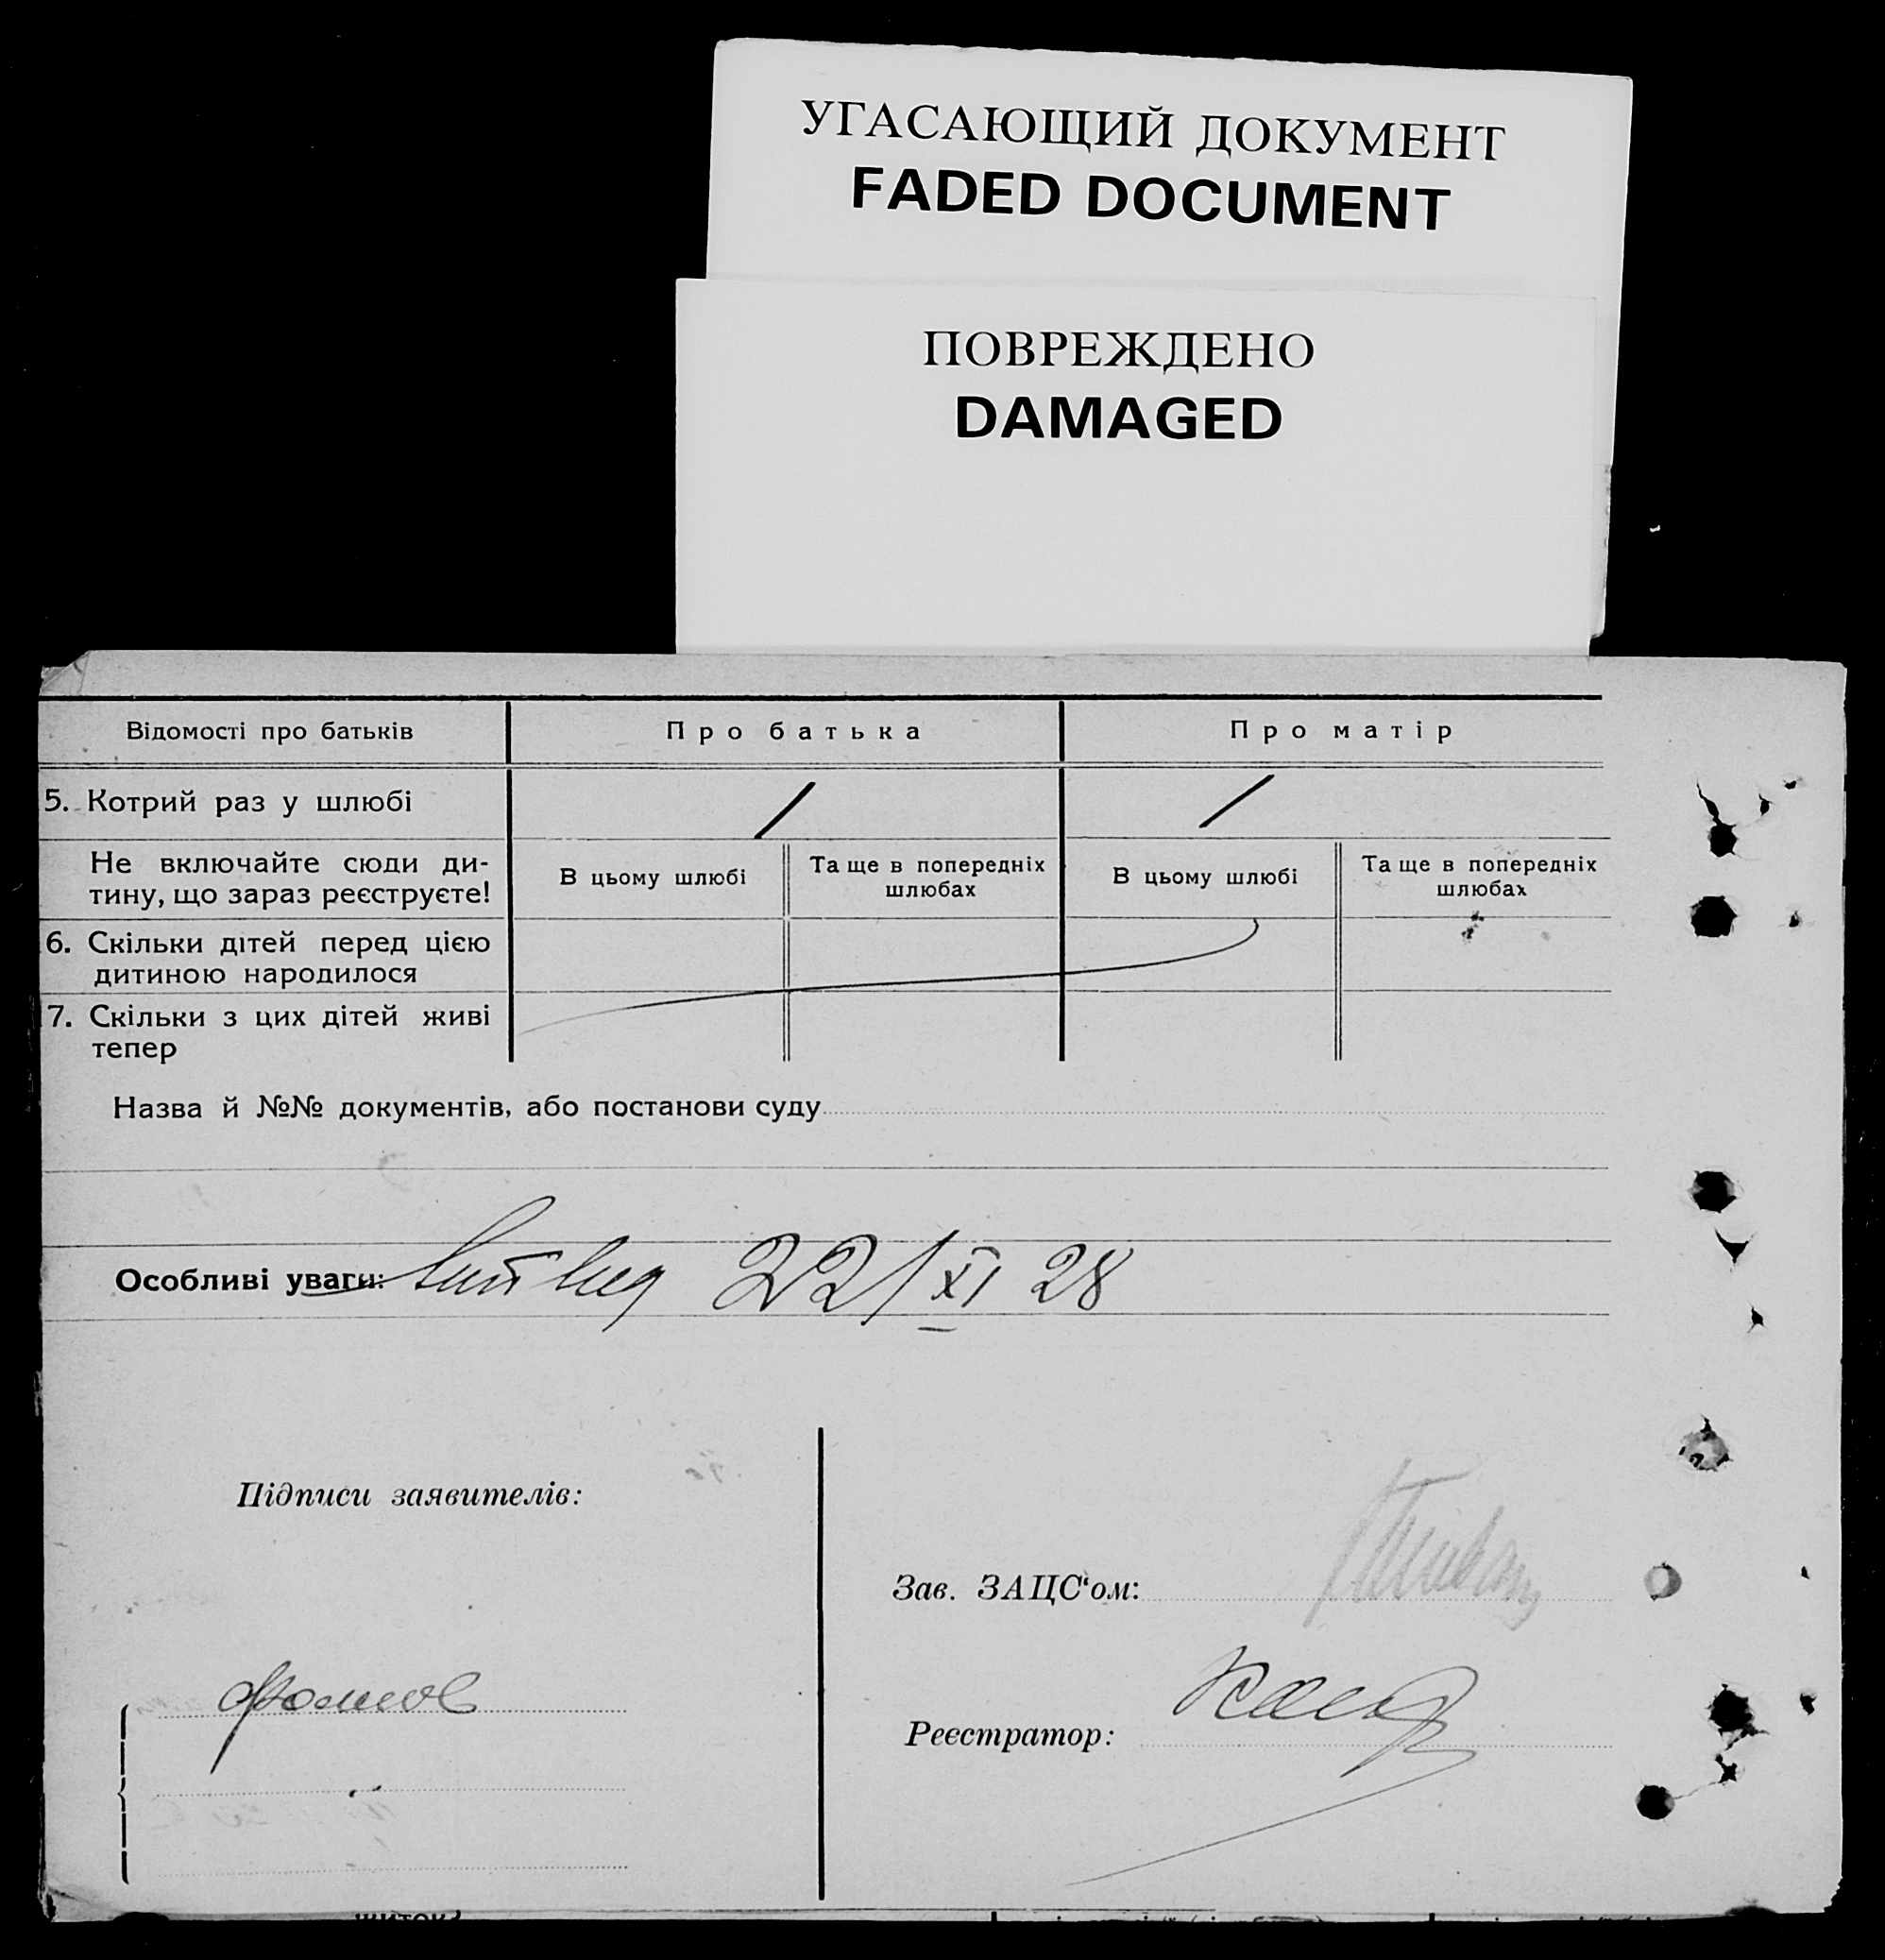 УГАСАЮЩИЙ ДОКУМЕНТ
FADED DOCUMENT
ПОВРЕЖДЕНО
DAMAGED
Відомості про батьків
Про батька
Про матір
5. Котрий раз у шлюбі
/
/
Не включайте сюди ди-
тину, що зараз реєструєте!
В цьому шлюбі
Та ще в попередніх
шлюбах
В цьому шлюбі
Та ще в попередніх
шлюбах
6. Скільки дітей перед цією
дитиною народилося
7. Скільки з цих дітей живі
тепер
Назва й №№ документів, або постанови суду
Особливі уваги: 22/XI 28
Підписи заявителів:
Зав. ЗАЦС‘ом:
Реєстратор: